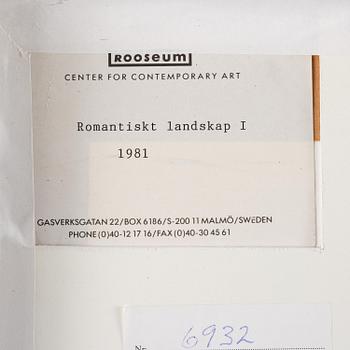 Rooseum
CENTER FOR CONTEMPORARY ART
Romantiskt landskap I
1981
GASVERKSGATAN 22/BOX 6186/S-200 11 MALMÖ/SWEDEN
PHONE (0)40-12 17 16/FAX (0)40-30 45 61
6932
Nr